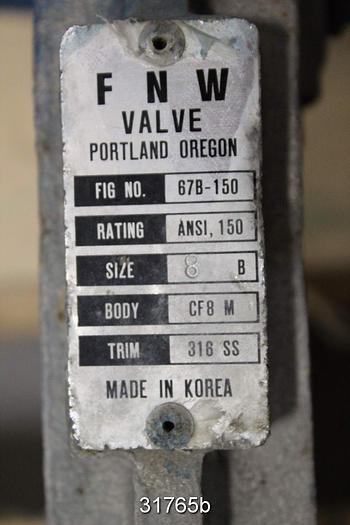 F N W
VALVE
PORTLAND OREGON
FIG NO. 67B-150
RATING ANSI, 150
SIZE 8 B
BODY CF8 M
TRIM 316 SS
MADE IN KOREA
31765b